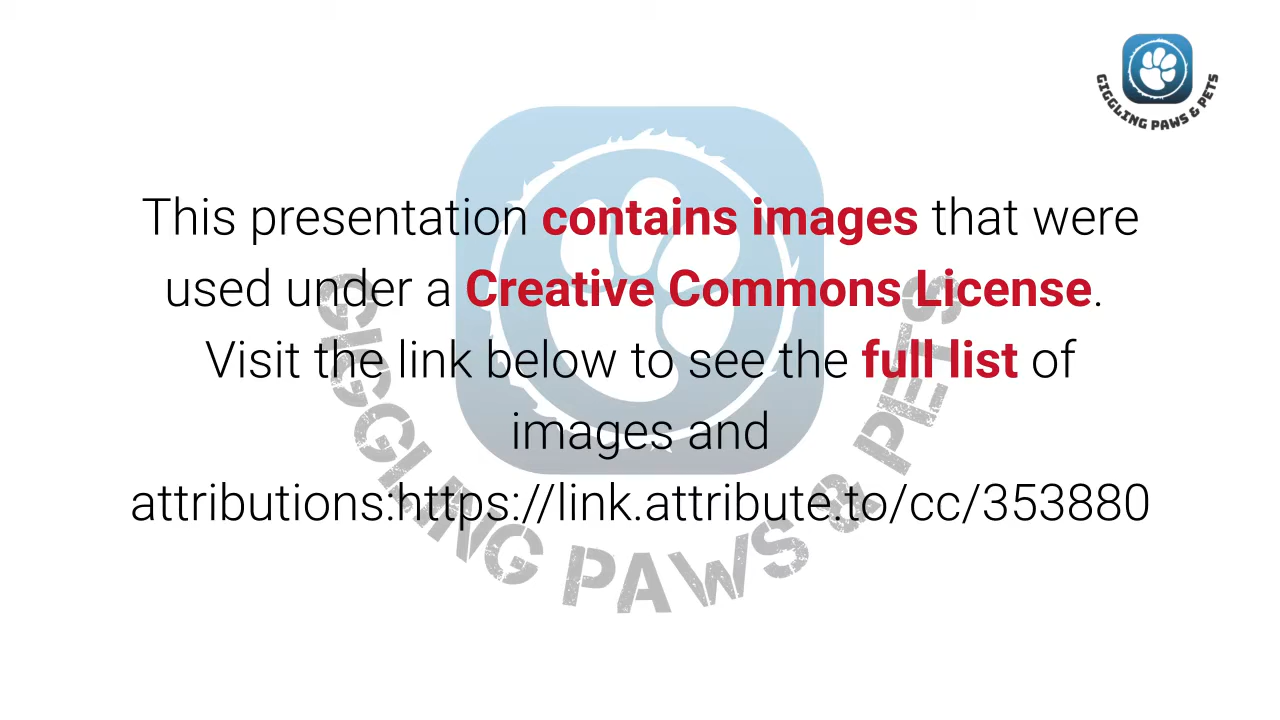 GIGGLING PAWS & PETS
This presentation contains images that were
used under a Creative Commons License.
Visit the link below to see the full list of
images and
attributions:https://link.attribute.to/cc/353880
GIGGLING PAWS & PETS